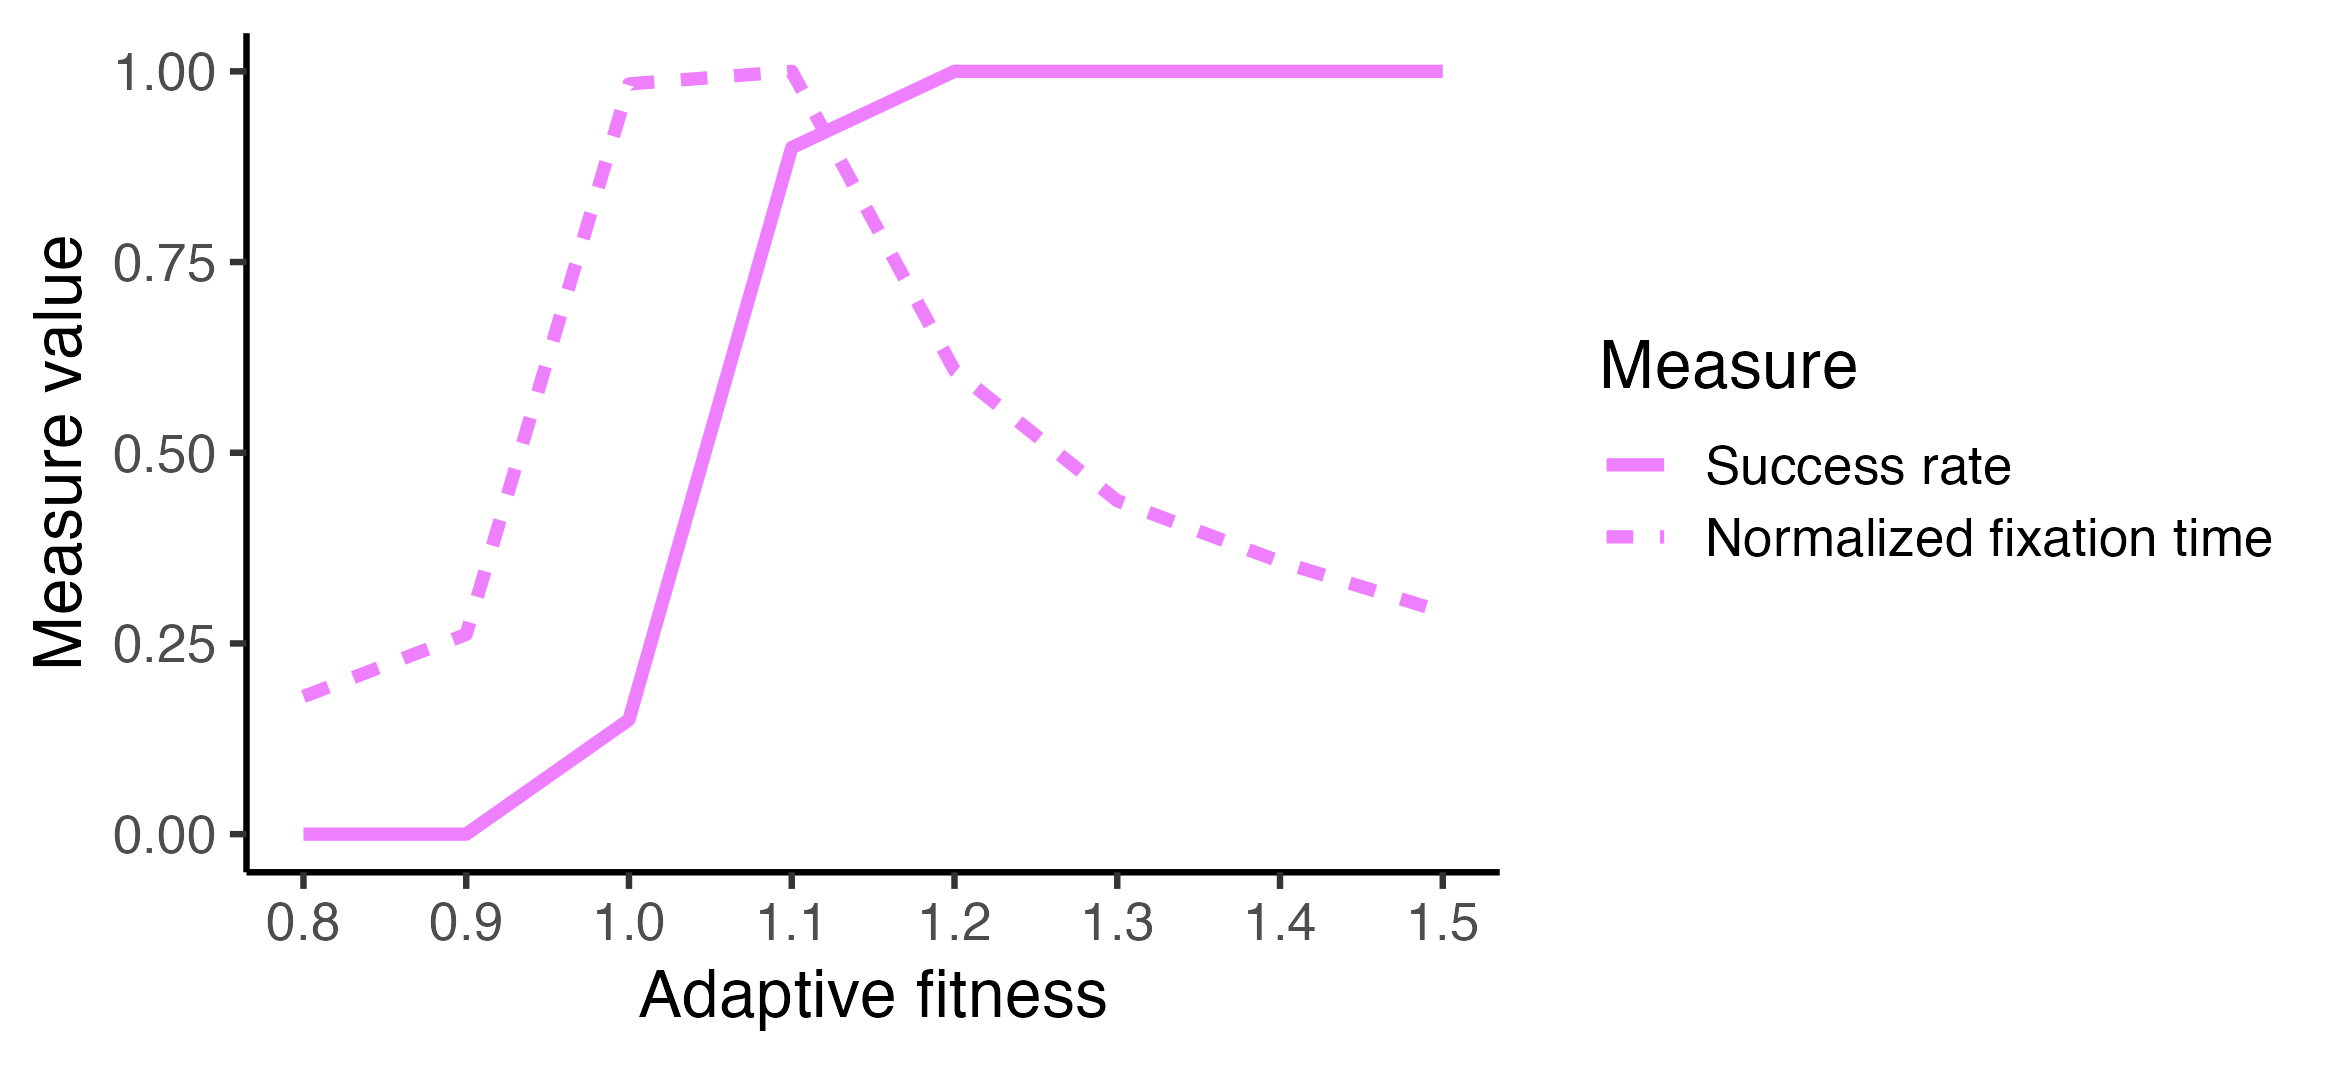 Measure value
1.00
0.75
0.50
0.25
0.00
0.8 0.9 1.0 1.1 1.2 1.3 1.4 1.5
Adaptive fitness
Measure
Success rate
Normalized fixation time